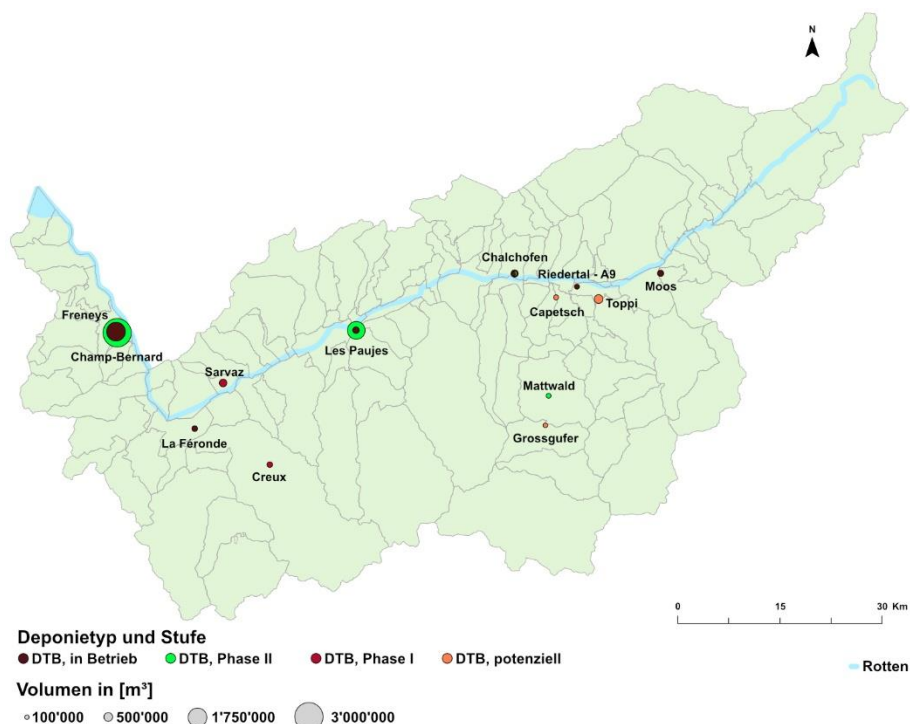 N
Freneys
Champ-Bernard
Sarvaz
La Féronde
Creux
Les Paujes
Chalchofen
Riedertal - A9
Capetsch
Toppi
Moos
Mattwald
Grossgufer
0 15 30 Km
Deponietyp und Stufe
DTB, in Betrieb DTB, Phase II DTB, Phase I DTB, potenziell
Rotten
Volumen in [m³]
100'000 500'000 1'750'000 3'000'000